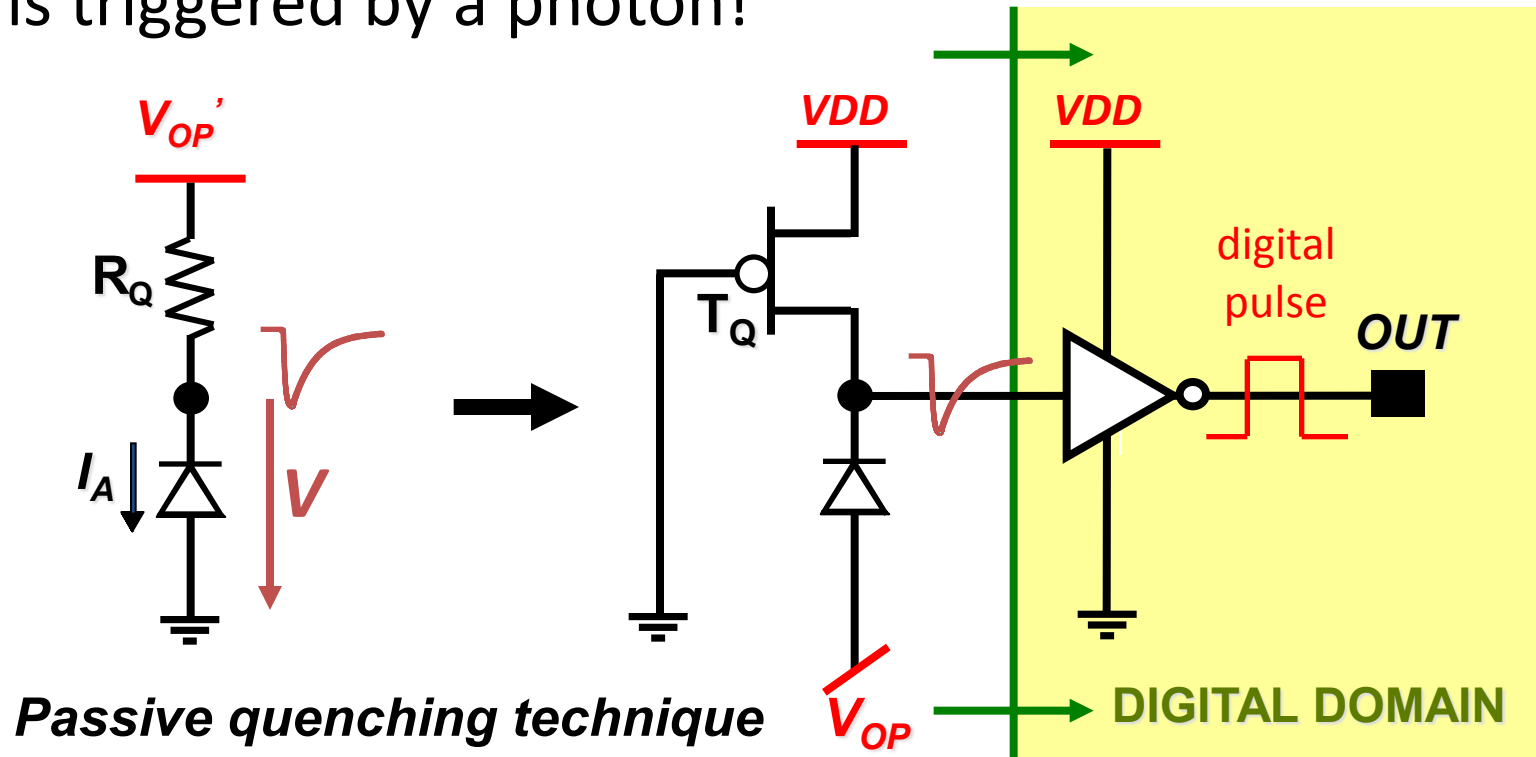 is triggered by a photon!
V_OP’
VDD
VDD
R_Q
T_Q
digital
pulse
OUT
I_A
V
Passive quenching technique
V_OP
DIGITAL DOMAIN